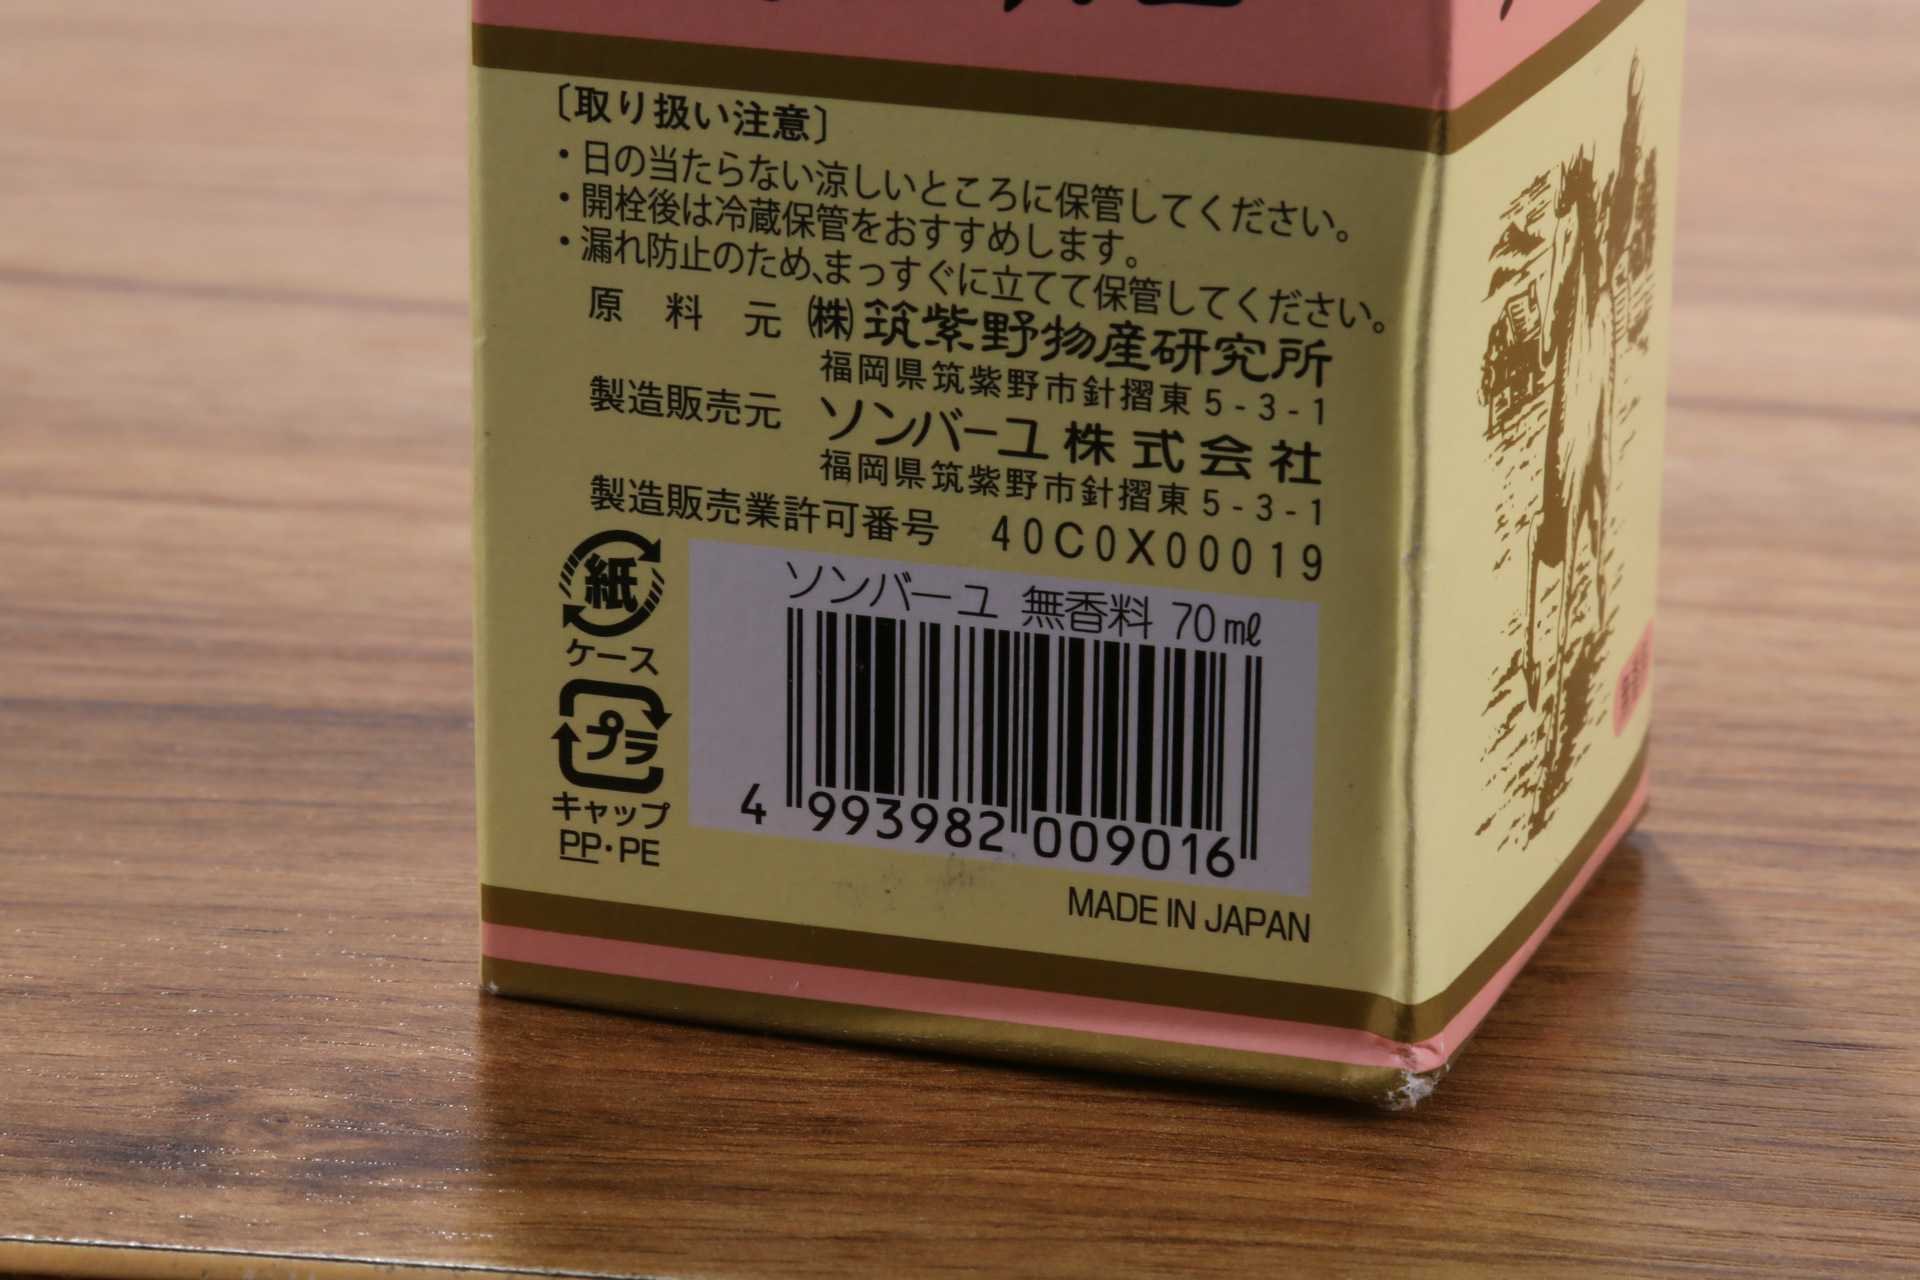 〔取り扱い注意〕
・日の当たらない涼しいところに保管してください。
・開栓後は冷蔵保管をおすすめします。
・漏れ防止のため、まっすぐに立てて保管してください。
原 料 元 ㈱筑紫野物産研究所
福岡県筑紫野市針摺東5-3-1
製造販売元 ソンバーユ株式会社
福岡県筑紫野市針摺東5-3-1
製造販売業許可番号 40C0X00019
紙
ケース
プラ
キャップ
PP・PE
ソンバーユ 無香料 70㎖
4 993982 009016
MADE IN JAPAN